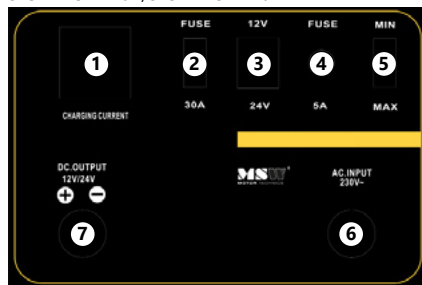 FUSE 12V FUSE MIN
1 2 3 4 5
30A 24V 5A MAX
CHARGING CURRENT
DC.OUTPUT
12V/24V
+ −
MSW
MOTOR TECHNICS
AC.INPUT
230V~
7 6